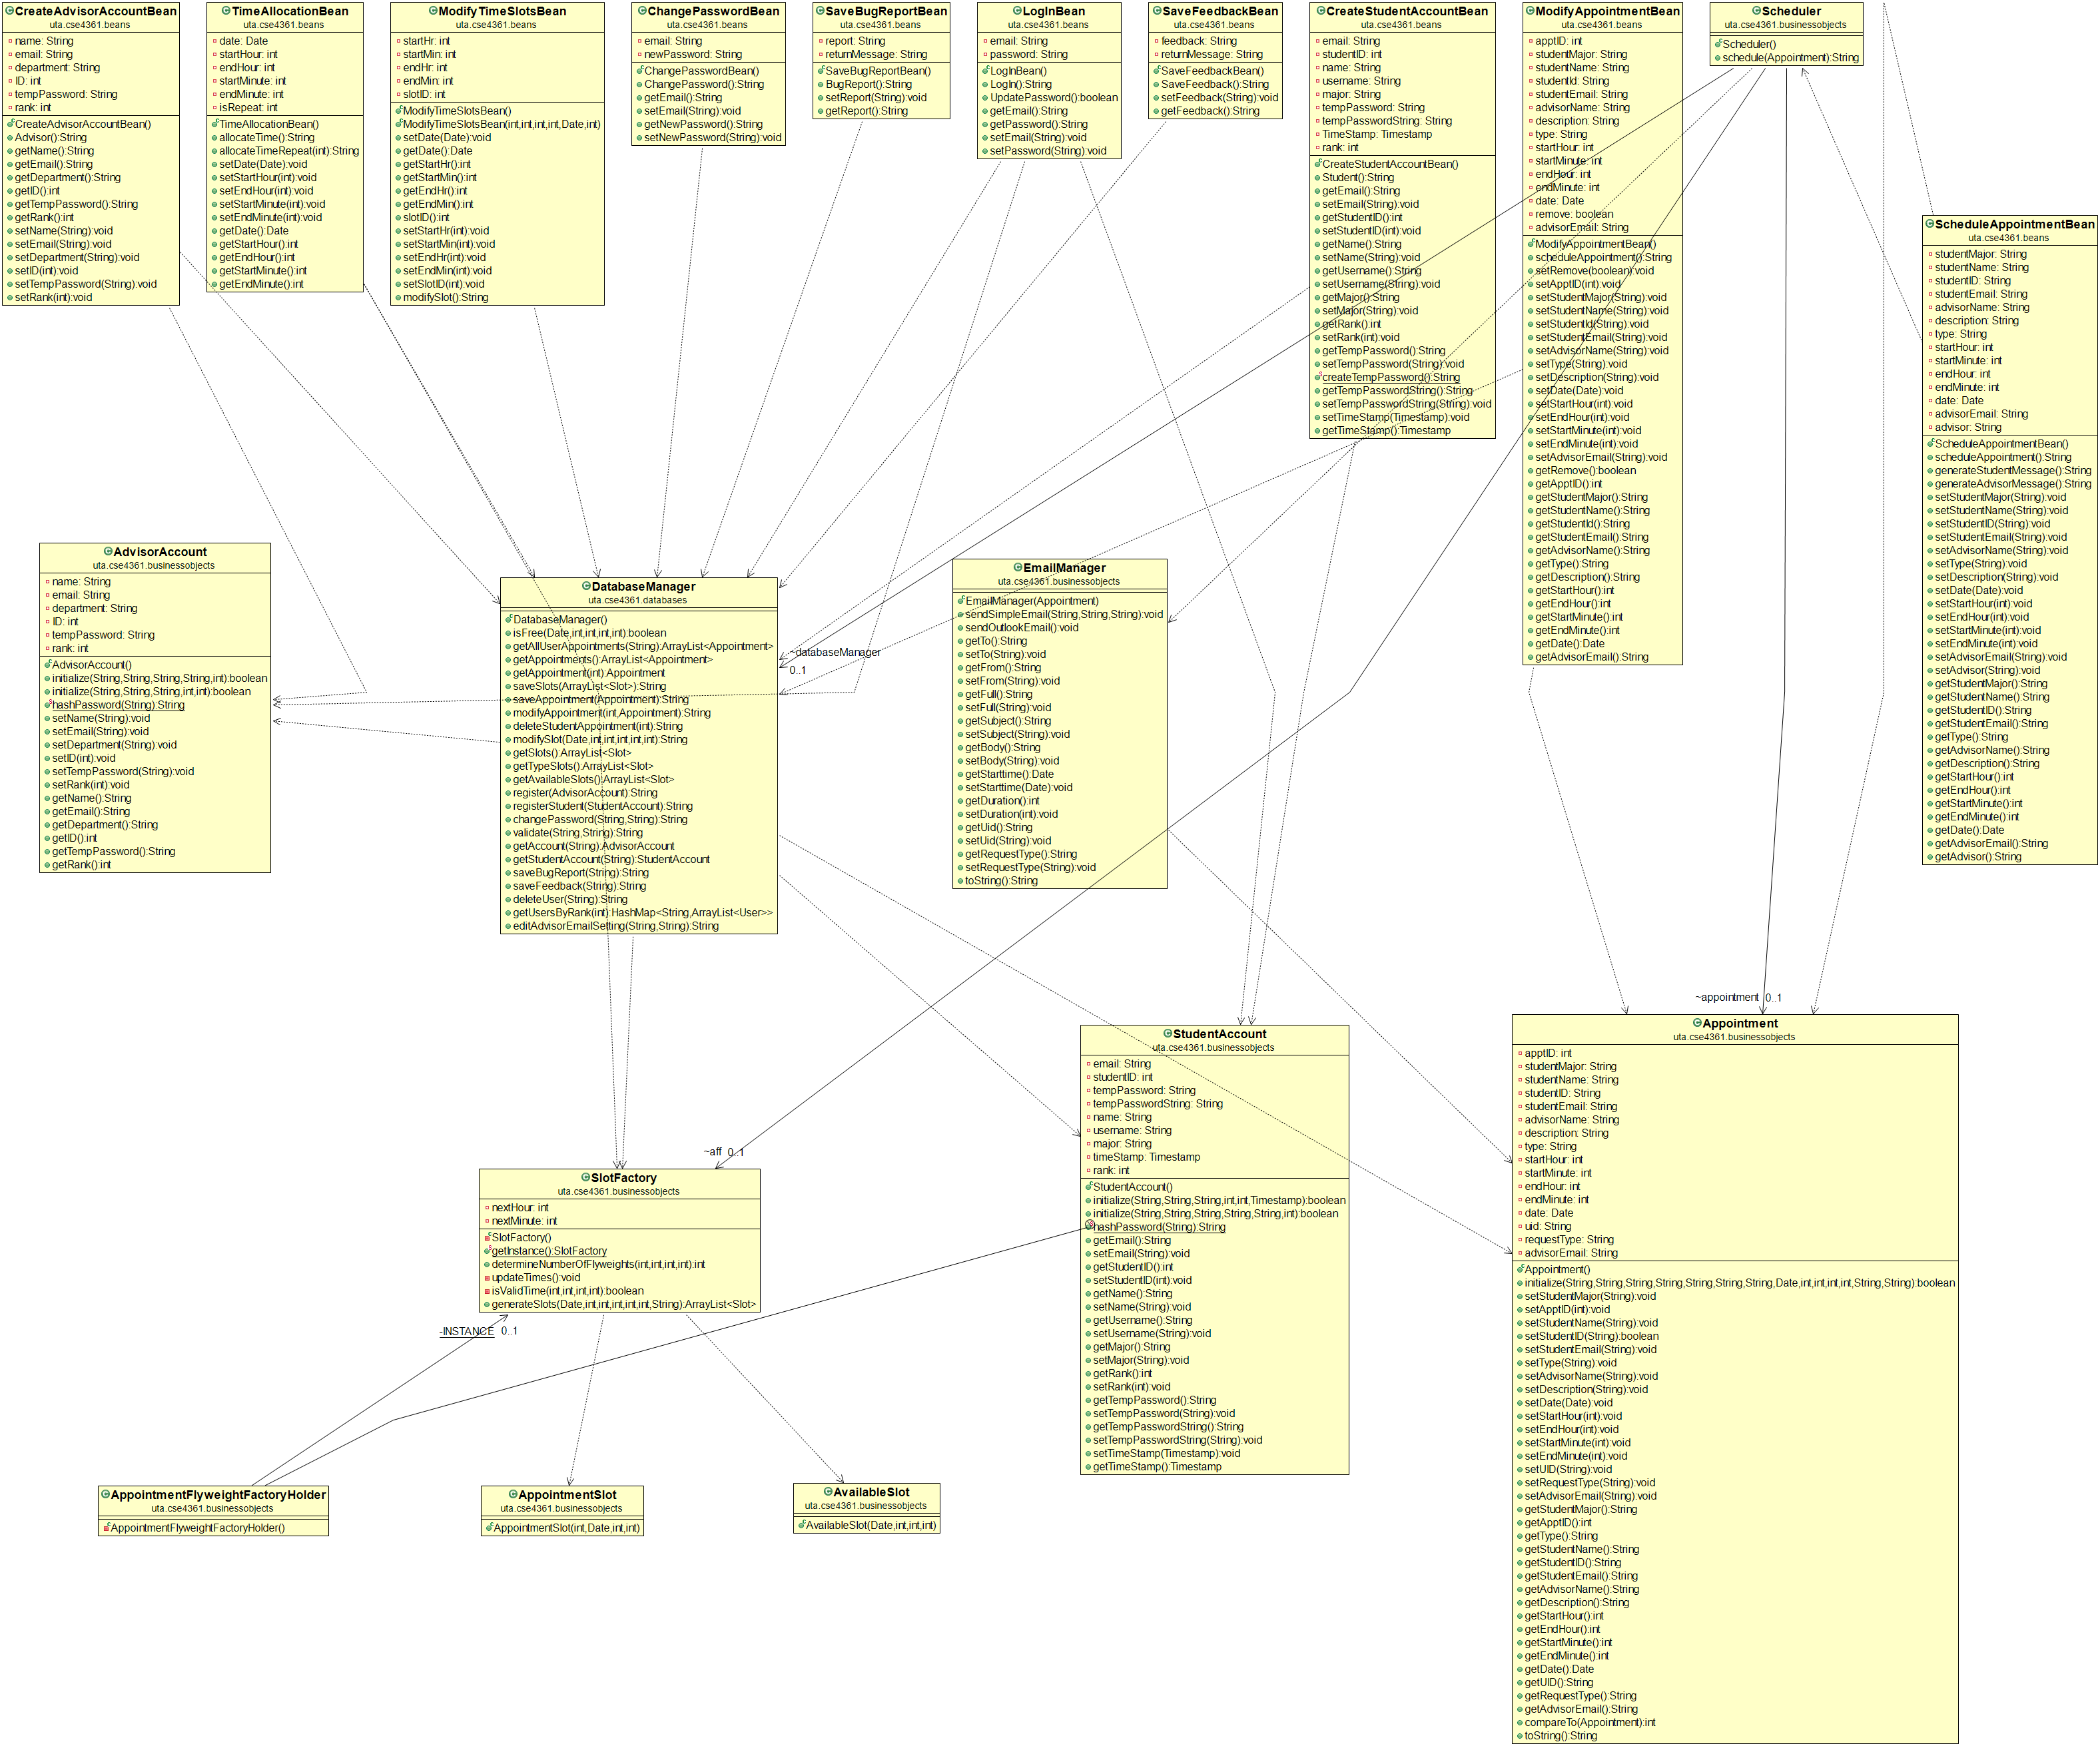 CreateAdvisorAccountBean
uta.cse4361.beans
name: String
email: String
department: String
ID: int
tempPassword: String
rank: int
CreateAdvisorAccountBean()
Advisor():String
getName():String
getEmail():String
getDepartment():String
getID():int
getTempPassword():String
getRank():int
setName(String):void
setEmail(String):void
setDepartment(String):void
setID(int):void
setTempPassword(String):void
setRank(int):void
TimeAllocationBean
uta.cse4361.beans
date: Date
startHour: int
endHour: int
startMinute: int
endMinute: int
isRepeat: int
TimeAllocationBean()
allocateTime():String
allocateTimeRepeat(int):String
setDate(Date):void
setStartHour(int):void
setEndHour(int):void
setStartMinute(int):void
setEndMinute(int):void
getDate():Date
getStartHour():int
getEndHour():int
getStartMinute():int
getEndMinute():int
ModifyTimeSlotsBean
uta.cse4361.beans
startHr: int
startMin: int
endHr: int
endMin: int
slotID: int
ModifyTimeSlotsBean()
ModifyTimeSlotsBean(int,int,int,int,Date,int)
setDate(Date):void
getDate():Date
getStartHr():int
getStartMin():int
getEndHr():int
getEndMin():int
slotID():int
setStartHr(int):void
setStartMin(int):void
setEndHr(int):void
setEndMin(int):void
setSlotID(int):void
modifySlot():String
ChangePasswordBean
uta.cse4361.beans
email: String
newPassword: String
ChangePasswordBean()
ChangePassword():String
getEmail():String
setEmail(String):void
getNewPassword():String
setNewPassword(String):void
SaveBugReportBean
uta.cse4361.beans
report: String
returnMessage: String
SaveBugReportBean()
BugReport():String
setReport(String):void
getReport():String
LogInBean
uta.cse4361.beans
email: String
password: String
LogInBean()
LogIn():String
UpdatePassword():boolean
getEmail():String
getPassword():String
setEmail(String):void
setPassword(String):void
SaveFeedbackBean
uta.cse4361.beans
feedback: String
returnMessage: String
SaveFeedbackBean()
SaveFeedback():String
setFeedback(String):void
getFeedback():String
CreateStudentAccountBean
uta.cse4361.beans
email: String
studentID: int
name: String
username: String
major: String
tempPassword: String
tempPasswordString: String
TimeStamp: Timestamp
rank: int
CreateStudentAccountBean()
Student():String
getEmail():String
setEmail(String):void
getStudentID():int
setStudentID(int):void
getName():String
setName(String):void
getUsername():String
setUsername(String):void
getMajor():String
setMajor(String):void
getRank():int
setRank(int):void
getTempPassword():String
setTempPassword(String):void
createTempPassword():String
getTempPasswordString():String
setTempPasswordString(String):void
setTimeStamp(Timestamp):void
getTimeStamp():Timestamp
ModifyAppointmentBean
uta.cse4361.beans
apptID: int
studentMajor: String
studentName: String
studentId: String
studentEmail: String
advisorName: String
description: String
type: String
startHour: int
startMinute: int
endHour: int
endMinute: int
date: Date
remove: boolean
advisorEmail: String
ModifyAppointmentBean()
scheduleAppointment():String
setRemove(boolean):void
setApptID(int):void
setStudentMajor(String):void
setStudentName(String):void
setStudentId(String):void
setStudentEmail(String):void
setAdvisorName(String):void
setType(String):void
setDescription(String):void
setDate(Date):void
setStartHour(int):void
setEndHour(int):void
setStartMinute(int):void
setEndMinute(int):void
setAdvisorEmail(String):void
getRemove():boolean
getApptID():int
getStudentMajor():String
getStudentName():String
getStudentId():String
getStudentEmail():String
getAdvisorName():String
getType():String
getDescription():String
getStartHour():int
getEndHour():int
getStartMinute():int
getEndMinute():int
getDate():Date
getAdvisorEmail():String
Scheduler
uta.cse4361.businessobjects
Scheduler()
schedule(Appointment):String
ScheduleAppointmentBean
uta.cse4361.beans
studentMajor: String
studentName: String
studentID: String
studentEmail: String
advisorName: String
description: String
type: String
startHour: int
startMinute: int
endHour: int
endMinute: int
date: Date
advisorEmail: String
advisor: String
ScheduleAppointmentBean()
scheduleAppointment():String
generateStudentMessage():String
generateAdvisorMessage():String
setStudentMajor(String):void
setStudentName(String):void
setStudentID(String):void
setStudentEmail(String):void
setAdvisorName(String):void
setType(String):void
setDescription(String):void
setDate(Date):void
setStartHour(int):void
setEndHour(int):void
setStartMinute(int):void
setEndMinute(int):void
setAdvisorEmail(String):void
setAdvisor(String):void
getStudentMajor():String
getStudentName():String
getStudentID():String
getStudentEmail():String
getType():String
getAdvisorName():String
getDescription():String
getStartHour():int
getEndHour():int
getStartMinute():int
getEndMinute():int
getDate():Date
getAdvisorEmail():String
getAdvisor():String
AdvisorAccount
uta.cse4361.businessobjects
name: String
email: String
department: String
ID: int
tempPassword: String
rank: int
AdvisorAccount()
initialize(String,String,String,String,int):boolean
initialize(String,String,String,int,int):boolean
hashPassword(String):String
setName(String):void
setEmail(String):void
setDepartment(String):void
setID(int):void
setTempPassword(String):void
setRank(int):void
getName():String
getEmail():String
getDepartment():String
getID():int
getTempPassword():String
getRank():int
DatabaseManager
uta.cse4361.databases
DatabaseManager()
isFree(Date,int,int,int,int):boolean
getAllUserAppointments(String):ArrayList<Appointment>
getAppointments():ArrayList<Appointment>
getAppointment(int):Appointment
saveSlots(ArrayList<Slot>):String
saveAppointment(Appointment):String
modifyAppointment(int,Appointment):String
deleteStudentAppointment(int):String
modifySlot(Date,int,int,int,int,int):String
getSlots():ArrayList<Slot>
getTypeSlots():ArrayList<Slot>
getAvailableSlots():ArrayList<Slot>
register(AdvisorAccount):String
registerStudent(StudentAccount):String
changePassword(String,String):String
validate(String,String):String
getAccount(String):AdvisorAccount
getStudentAccount(String):StudentAccount
saveBugReport(String):String
saveFeedback(String):String
deleteUser(String):String
getUsersByRank(int):HashMap<String,ArrayList<User>>
editAdvisorEmailSetting(String,String):String
~databaseManager
0..1
EmailManager
uta.cse4361.businessobjects
EmailManager(Appointment)
sendSimpleEmail(String,String,String):void
sendOutlookEmail():void
getTo():String
setTo(String):void
getFrom():String
setFrom(String):void
getFull():String
setFull(String):void
getSubject():String
setSubject(String):void
getBody():String
setBody(String):void
getStarttime():Date
setStarttime(Date):void
getDuration():int
setDuration(int):void
getUid():String
setUid(String):void
getRequestType():String
setRequestType(String):void
toString():String
~appointment 0..1
StudentAccount
uta.cse4361.businessobjects
email: String
studentID: int
tempPassword: String
tempPasswordString: String
name: String
username: String
major: String
timeStamp: Timestamp
rank: int
StudentAccount()
initialize(String,String,String,int,int,Timestamp):boolean
initialize(String,String,String,String,String,int):boolean
hashPassword(String):String
getEmail():String
setEmail(String):void
getStudentID():int
setStudentID(int):void
getName():String
setName(String):void
getUsername():String
setUsername(String):void
getMajor():String
setMajor(String):void
getRank():int
setRank(int):void
getTempPassword():String
setTempPassword(String):void
getTempPasswordString():String
setTempPasswordString(String):void
setTimeStamp(Timestamp):void
getTimeStamp():Timestamp
Appointment
uta.cse4361.businessobjects
apptID: int
studentMajor: String
studentName: String
studentID: String
studentEmail: String
advisorName: String
description: String
type: String
startHour: int
startMinute: int
endHour: int
endMinute: int
date: Date
uid: String
requestType: String
advisorEmail: String
Appointment()
initialize(String,String,String,String,String,String,String,Date,int,int,int,int,String,String):boolean
setStudentMajor(String):void
setApptID(int):void
setStudentName(String):void
setStudentID(String):boolean
setStudentEmail(String):void
setType(String):void
setAdvisorName(String):void
setDescription(String):void
setDate(Date):void
setStartHour(int):void
setEndHour(int):void
setStartMinute(int):void
setEndMinute(int):void
setUID(String):void
setRequestType(String):void
setAdvisorEmail(String):void
getStudentMajor():String
getApptID():int
getType():String
getStudentName():String
getStudentID():String
getStudentEmail():String
getAdvisorName():String
getDescription():String
getStartHour():int
getEndHour():int
getStartMinute():int
getEndMinute():int
getDate():Date
getUID():String
getRequestType():String
getAdvisorEmail():String
compareTo(Appointment):int
toString():String
~aff 0..1
SlotFactory
uta.cse4361.businessobjects
nextHour: int
nextMinute: int
SlotFactory()
getInstance():SlotFactory
determineNumberOfFlyweights(int,int,int,int):int
updateTimes():void
isValidTime(int,int,int,int):boolean
generateSlots(Date,int,int,int,int,int,String):ArrayList<Slot>
-INSTANCE 0..1
AppointmentFlyweightFactoryHolder
uta.cse4361.businessobjects
AppointmentFlyweightFactoryHolder()
AppointmentSlot
uta.cse4361.businessobjects
AppointmentSlot(int,Date,int,int)
AvailableSlot
uta.cse4361.businessobjects
AvailableSlot(Date,int,int,int)